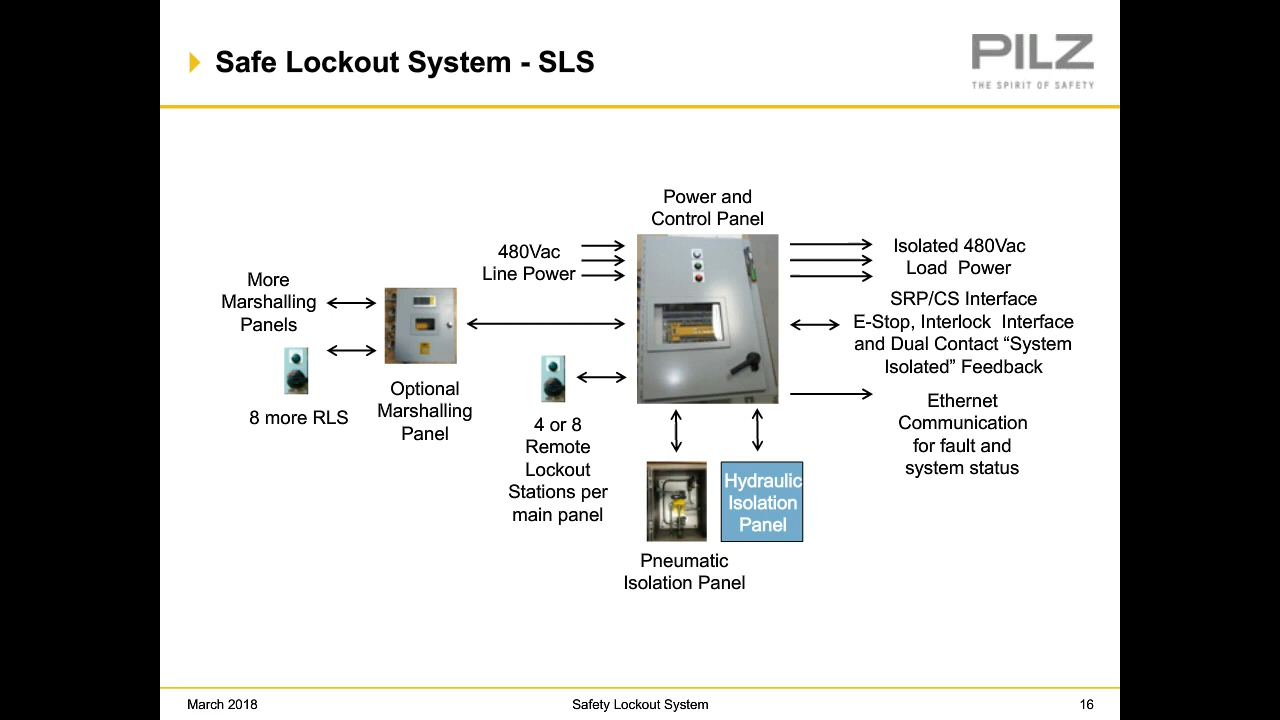 Safe Lockout System - SLS
PILZ
THE SPIRIT OF SAFETY
Power and
Control Panel
480Vac
Line Power
Isolated 480Vac
Load Power
More
Marshalling
Panels
SRP/CS Interface
E-Stop, Interlock Interface
and Dual Contact “System
Isolated” Feedback
8 more RLS
Optional
Marshalling
Panel
4 or 8
Remote
Lockout
Stations per
main panel
Ethernet
Communication
for fault and
system status
Hydraulic
Isolation
Panel
Pneumatic
Isolation Panel
March 2018
Safety Lockout System
16